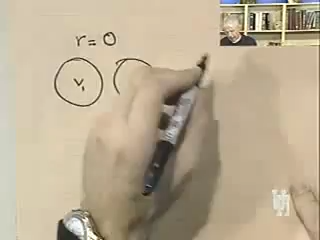 r = 0
V₁